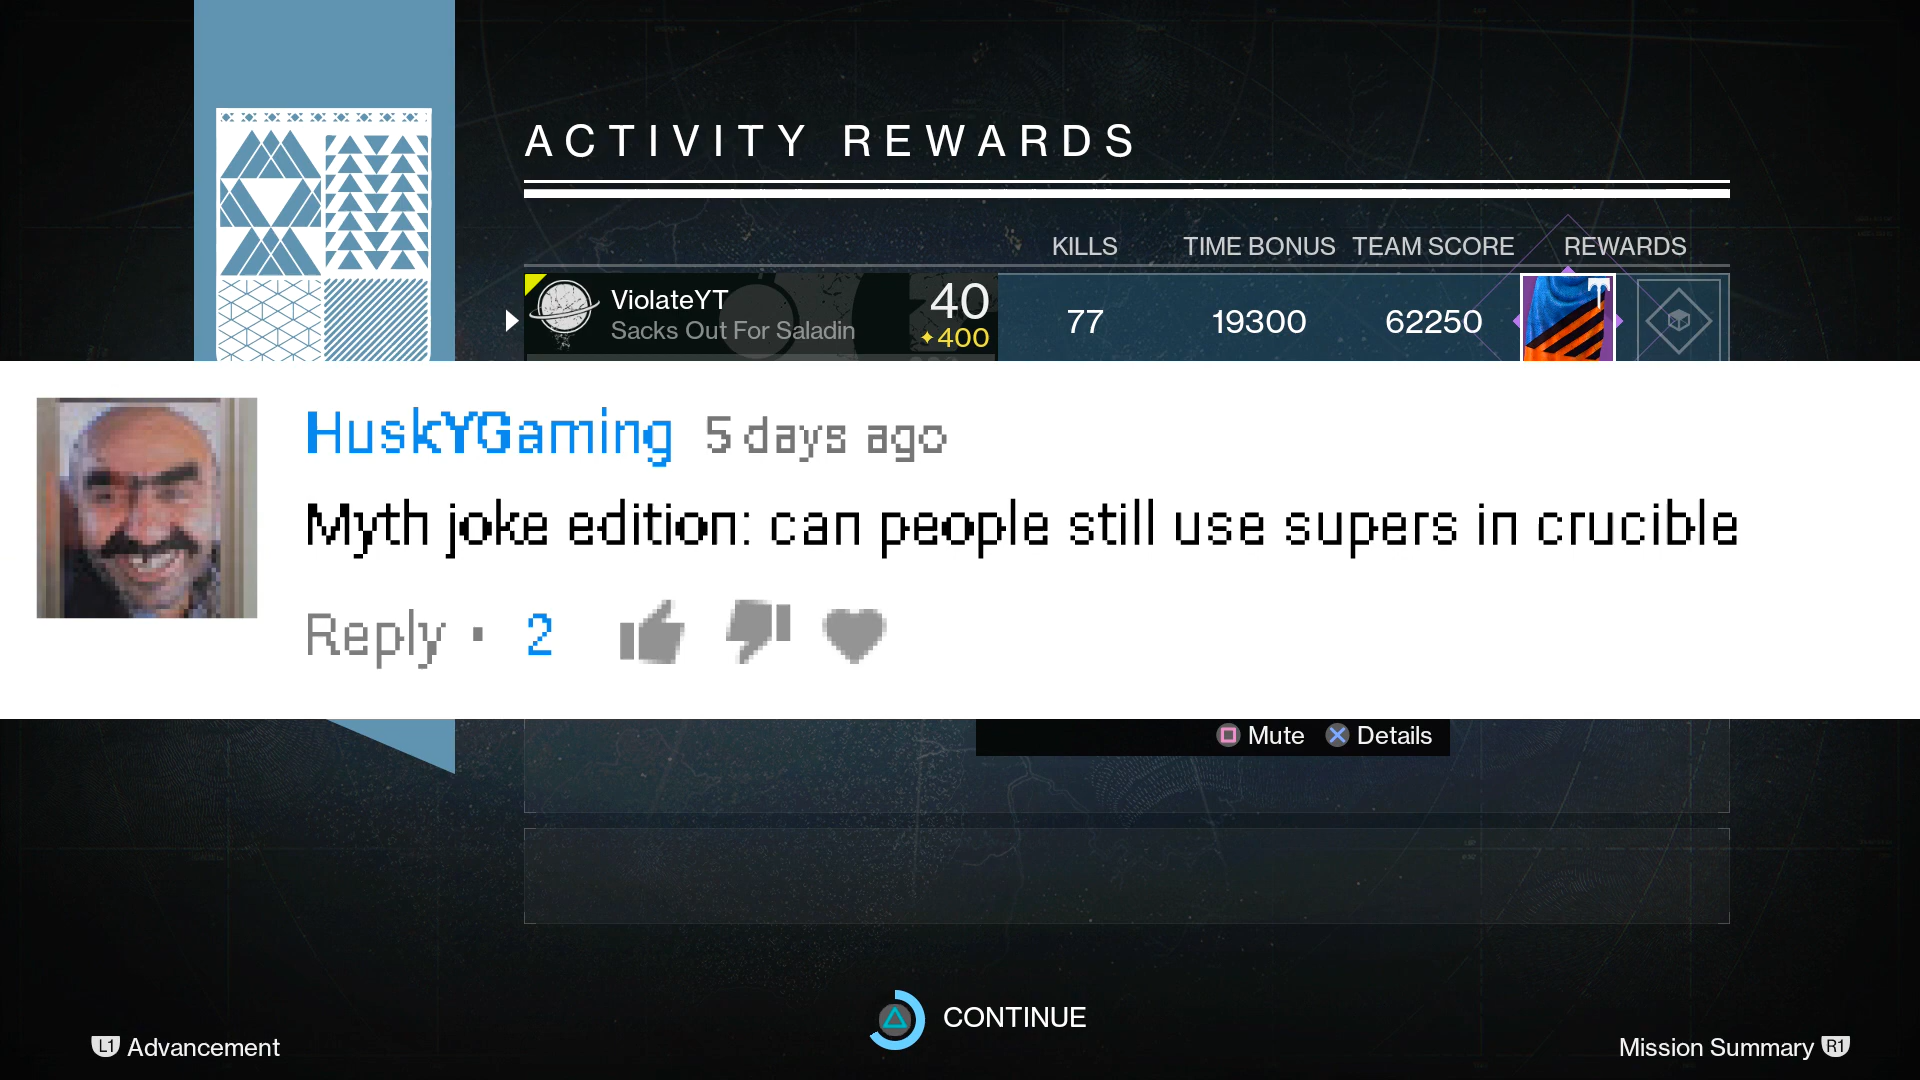 ACTIVITY REWARDS
KILLS TIME BONUS TEAM SCORE REWARDS
ViolateYT 40 77 19300 62250
Sacks Out For Saladin 400
HuskYGaming 5 days ago
Myth joke edition: can people still use supers in crucible
Reply • 2
Mute Details
CONTINUE
L1 Advancement
Mission Summary R1